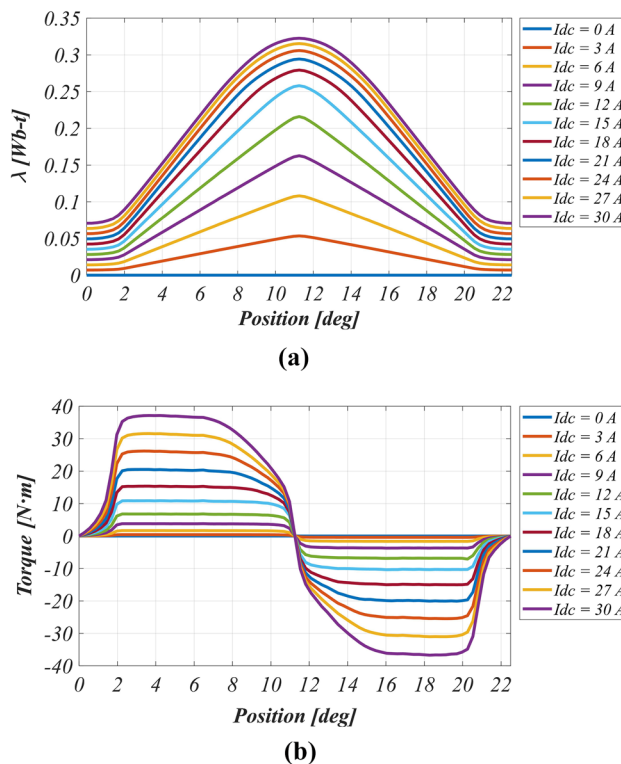 0.35
0.3
0.25
0.2
0.15
0.1
0.05
0
λ [Wb-t]
0 2 4 6 8 10 12 14 16 18 20 22
Position [deg]
Idc = 0 A
Idc = 3 A
Idc = 6 A
Idc = 9 A
Idc = 12 A
Idc = 15 A
Idc = 18 A
Idc = 21 A
Idc = 24 A
Idc = 27 A
Idc = 30 A
(a)
40
30
20
10
0
-10
-20
-30
-40
Torque [N·m]
0 2 4 6 8 10 12 14 16 18 20 22
Position [deg]
Idc = 0 A
Idc = 3 A
Idc = 6 A
Idc = 9 A
Idc = 12 A
Idc = 15 A
Idc = 18 A
Idc = 21 A
Idc = 24 A
Idc = 27 A
Idc = 30 A
(b)